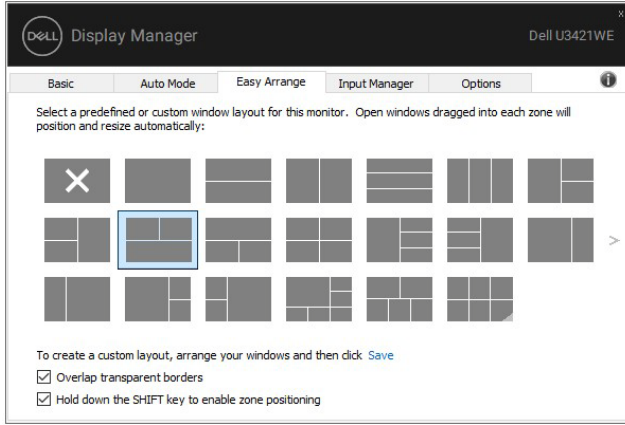 x
DELL Display Manager Dell U3421WE
Basic Auto Mode Easy Arrange Input Manager Options i
Select a predefined or custom window layout for this monitor. Open windows dragged into each zone will
position and resize automatically:
>
To create a custom layout, arrange your windows and then click Save
Overlap transparent borders
Hold down the SHIFT key to enable zone positioning